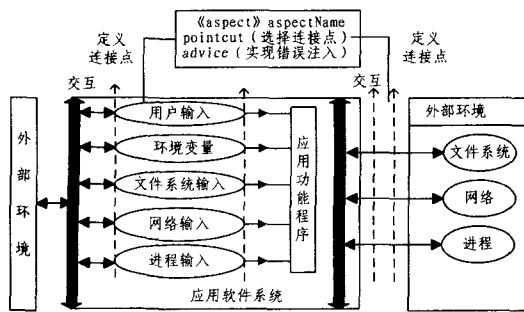 《aspect》aspectName
pointcut(选择连接点)
advice(实现错误注入)
定义
连接点
定义
连接点
交互
交互
外部环境
用户输入
环境变量
文件系统输入
网络输入
进程输入
应用功能程序
应用软件系统
外部环境
文件系统
网络
进程